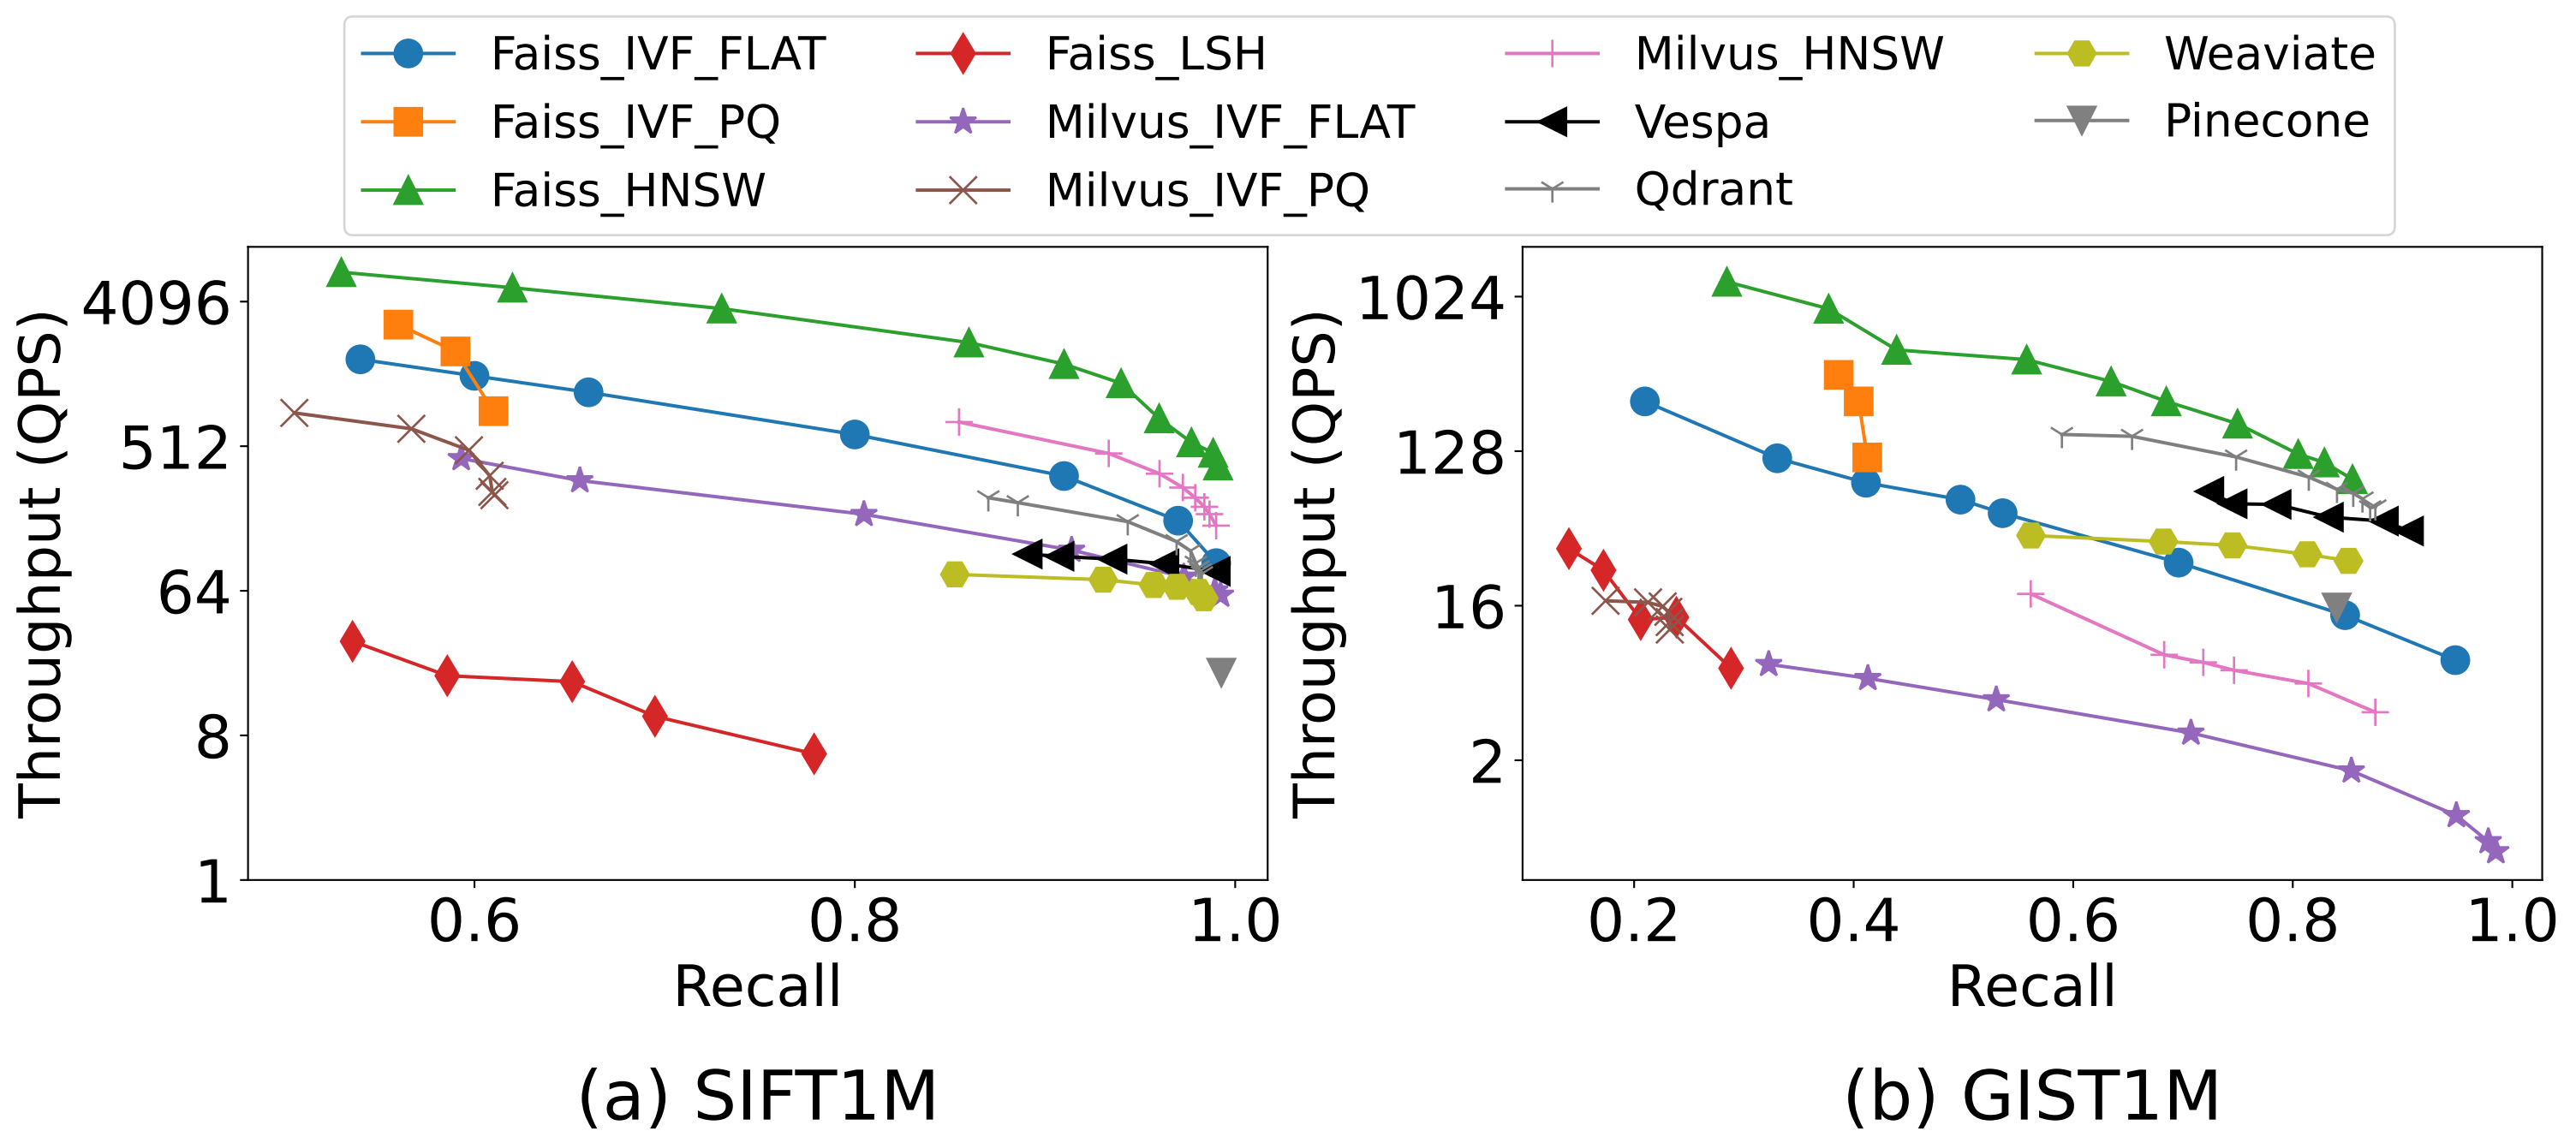 Faiss_IVF_FLAT
Faiss_IVF_PQ
Faiss_HNSW
Faiss_LSH
Milvus_IVF_FLAT
Milvus_IVF_PQ
Milvus_HNSW
Vespa
Qdrant
Weaviate
Pinecone
Throughput (QPS)
4096
512
64
8
1
0.6
0.8
1.0
Recall
(a) SIFT1M
Throughput (QPS)
1024
128
16
2
0.2
0.4
0.6
0.8
1.0
Recall
(b) GIST1M